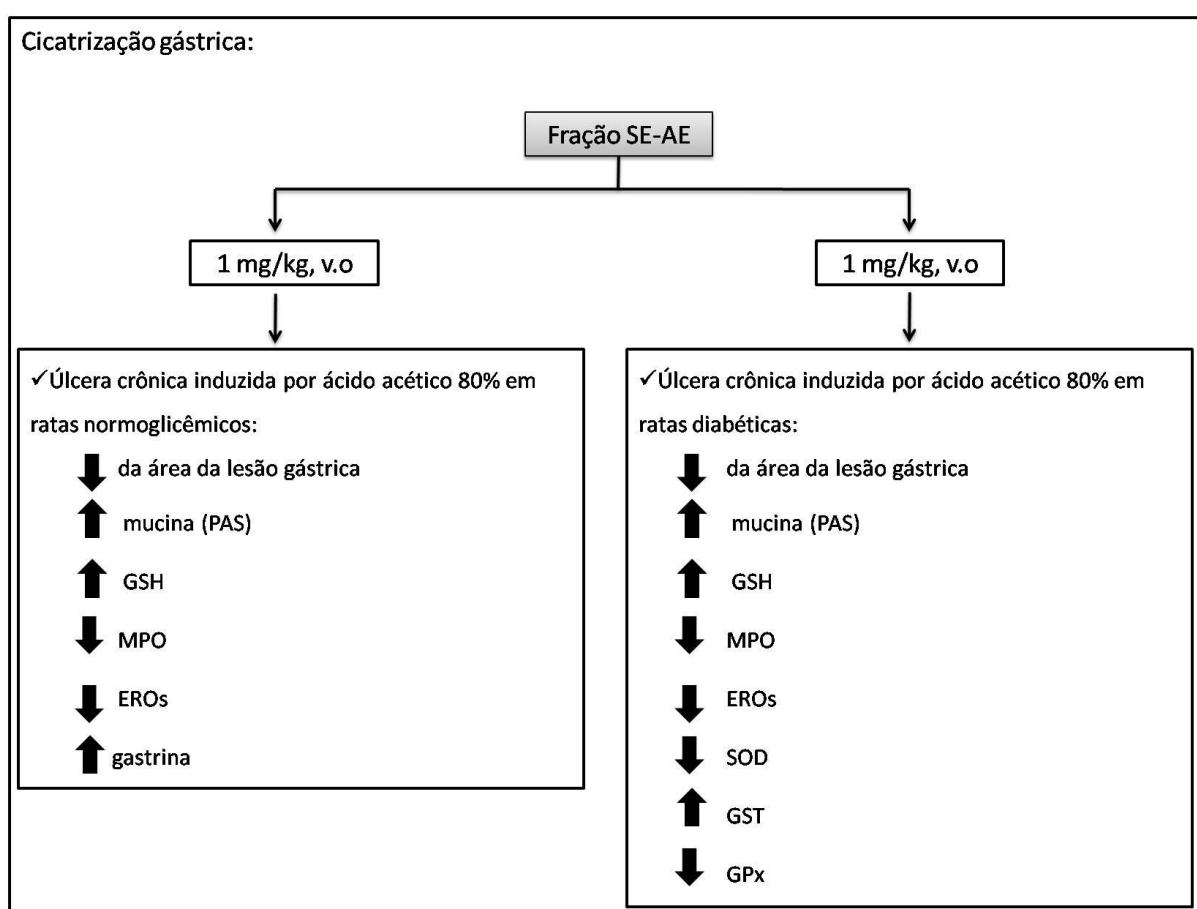 Cicatrização gástrica:
Fração SE-AE
1 mg/kg, v.o
1 mg/kg, v.o
✓Úlcera crônica induzida por ácido acético 80% em
ratas normoglicêmicos:
da área da lesão gástrica
mucina (PAS)
GSH
MPO
EROs
gastrina
✓Úlcera crônica induzida por ácido acético 80% em
ratas diabéticas:
da área da lesão gástrica
mucina (PAS)
GSH
MPO
EROs
SOD
GST
GPx